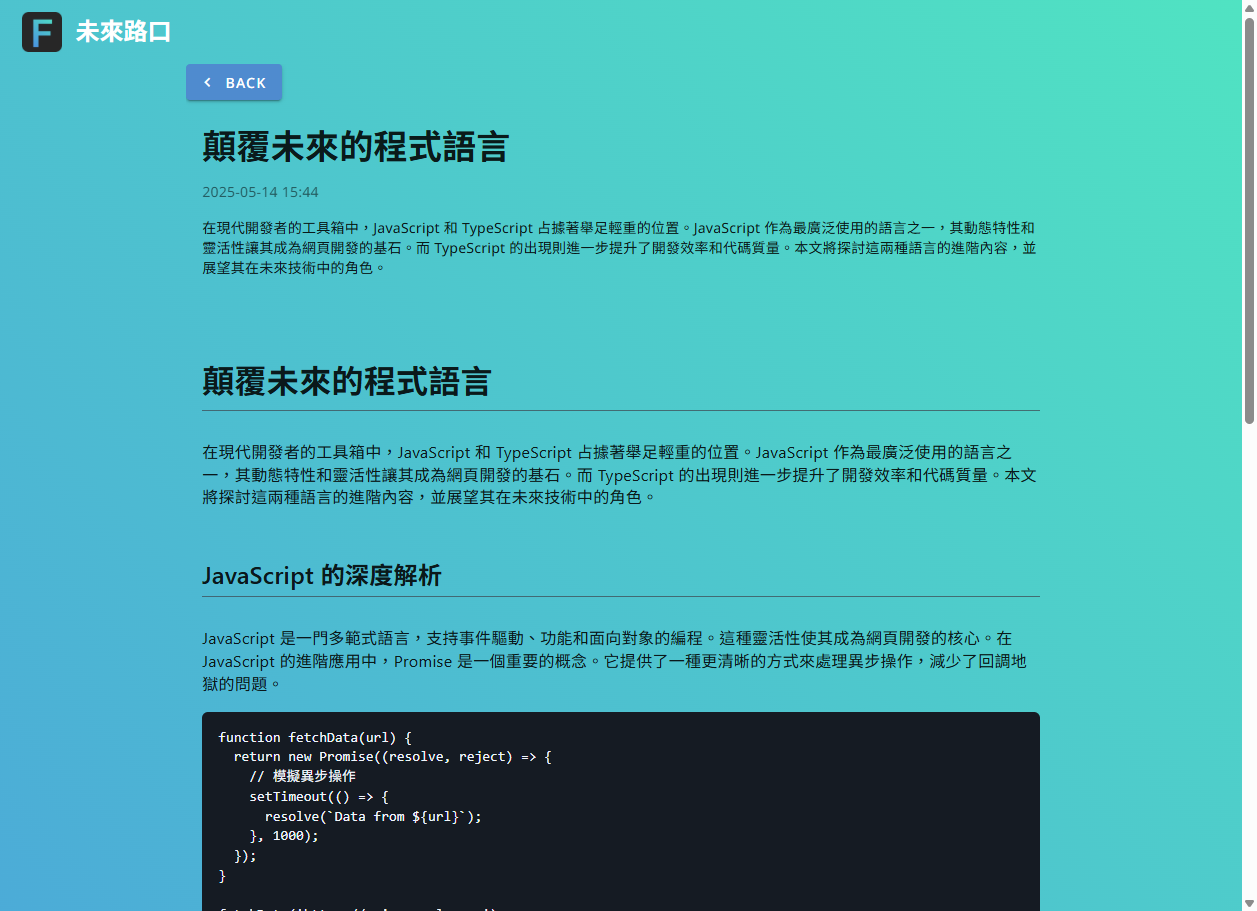 F 未來路口
BACK
顛覆未來的程式語言
2025-05-14 15:44
在現代開發者的工具箱中，JavaScript 和 TypeScript 占據著舉足輕重的位置。JavaScript 作為最廣泛使用的語言之一，其動態特性和
靈活性讓其成為網頁開發的基石。而 TypeScript 的出現則進一步提升了開發效率和代碼質量。本文將探討這兩種語言的進階內容，並
展望其在未來技術中的角色。
顛覆未來的程式語言
在現代開發者的工具箱中，JavaScript 和 TypeScript 占據著舉足輕重的位置。JavaScript 作為最廣泛使用的語言之
一，其動態特性和靈活性讓其成為網頁開發的基石。而 TypeScript 的出現則進一步提升了開發效率和代碼質量。本文
將探討這兩種語言的進階內容，並展望其在未來技術中的角色。
JavaScript 的深度解析
JavaScript 是一門多範式語言，支持事件驅動、功能和面向對象的編程。這種靈活性使其成為網頁開發的核心。在
JavaScript 的進階應用中，Promise 是一個重要的概念。它提供了一種更清晰的方式來處理異步操作，減少了回調地
獄的問題。
function fetchData(url) {
  return new Promise((resolve, reject) => {
    // 模擬異步操作
    setTimeout(() => {
      resolve(`Data from ${url}`);
    }, 1000);
  });
}